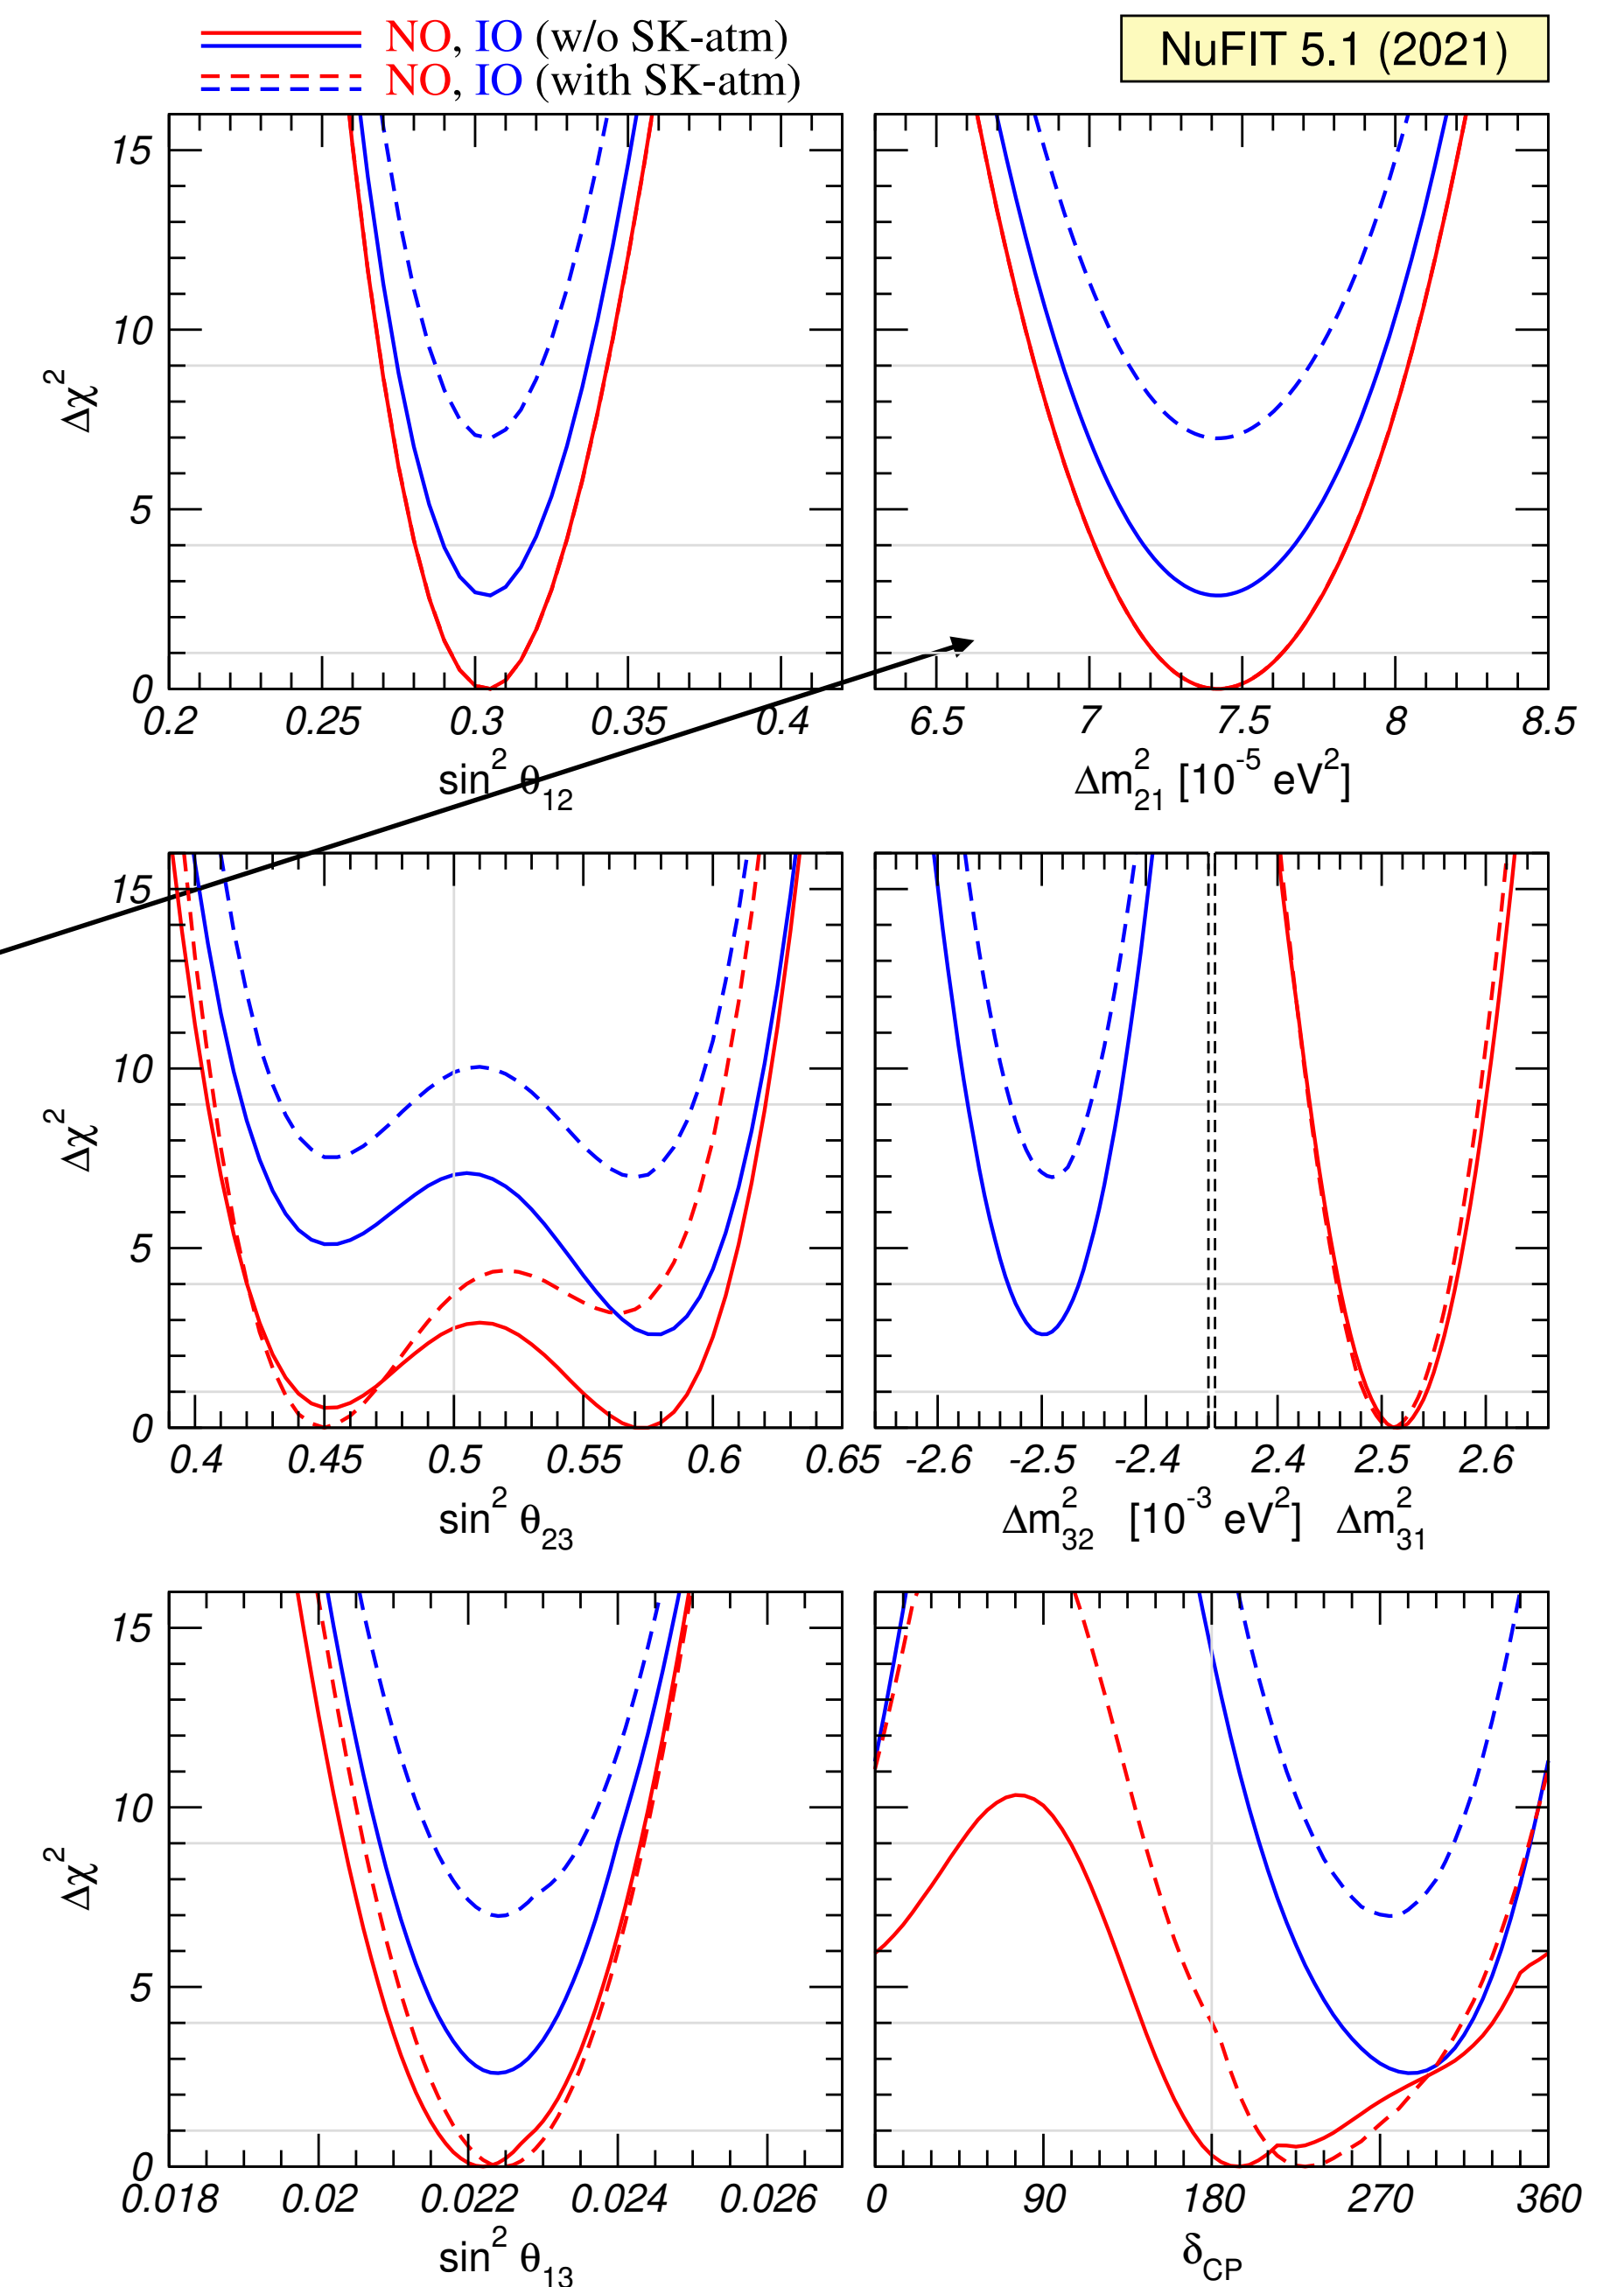 NO, IO (w/o SK-atm)
NO, IO (with SK-atm)
NuFIT 5.1 (2021)
15
10
5
0
Δχ²
0.2 0.25 0.3 0.35 0.4
sin² θ₁₂
6.5 7 7.5 8 8.5
Δm²₂₁ [10⁻⁵ eV²]
15
10
5
0
Δχ²
0.4 0.45 0.5 0.55 0.6 0.65
sin² θ₂₃
-2.6 -2.5 -2.4 2.4 2.5 2.6
Δm²₃₂ [10⁻³ eV²] Δm²₃₁
15
10
5
0
Δχ²
0.018 0.02 0.022 0.024 0.026
sin² θ₁₃
0 90 180 270 360
δ_CP